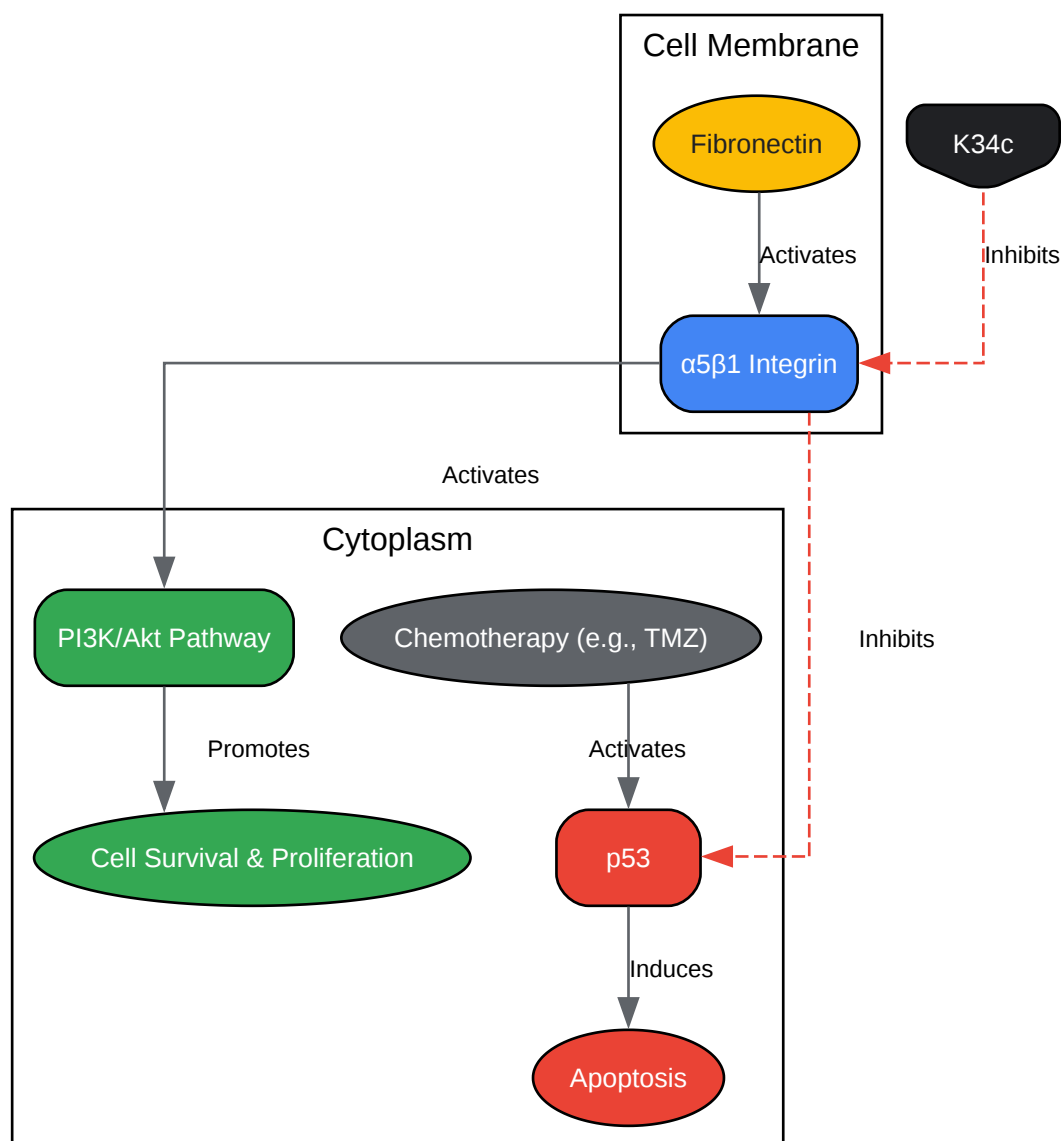 Cell Membrane
Fibronectin
K34c
Activates
Inhibits
α5β1 Integrin
Activates
Cytoplasm
PI3K/Akt Pathway
Chemotherapy (e.g., TMZ)
Inhibits
Promotes
Activates
Cell Survival & Proliferation
p53
Induces
Apoptosis